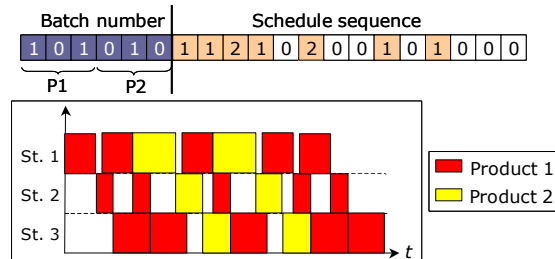 Batch number Schedule sequence
1 0 1 0 1 0 1 1 2 1 0 2 0 0 1 0 1 0 0 0
P1 P2
St. 1
St. 2
St. 3
t
Product 1
Product 2